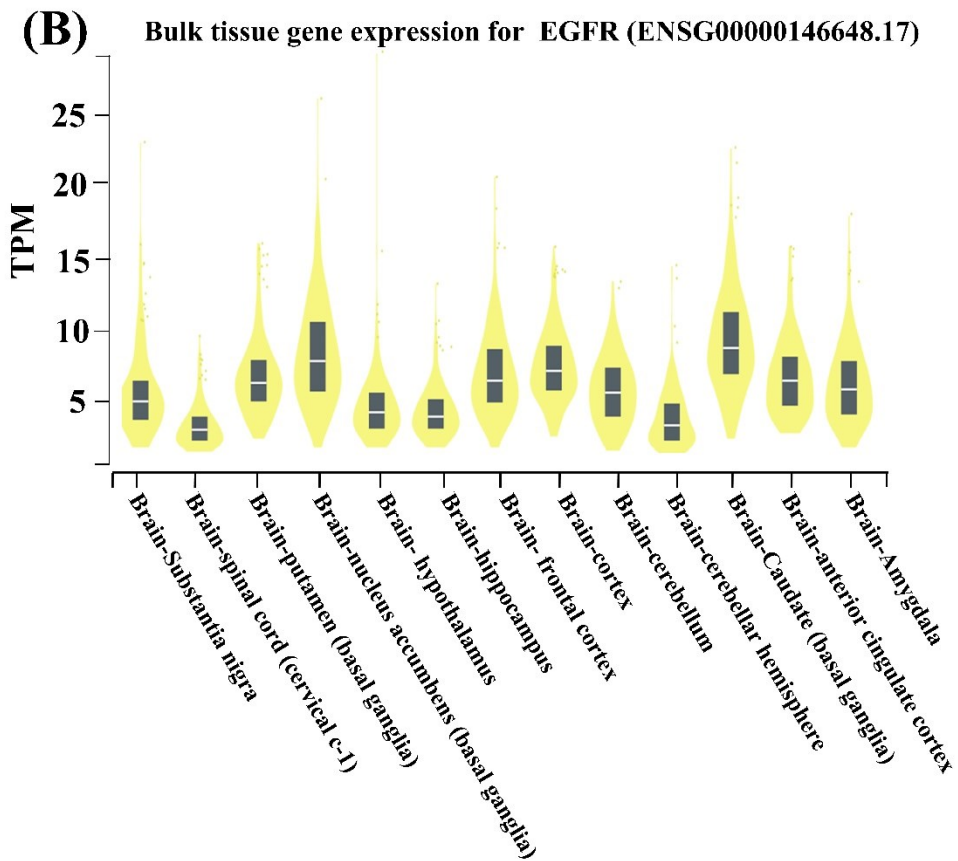 (B) Bulk tissue gene expression for EGFR (ENSG00000146648.17)
TPM
25
20
15
10
5
Brain-Substantia nigra
Brain-spinal cord (cervical c-1)
Brain-putamen (basal ganglia)
Brain-nucleus accumbens (basal ganglia)
Brain- hypothalamus
Brain-hippocampus
Brain- frontal cortex
Brain-cortex
Brain-cerebellum
Brain-cerebellar hemisphere
Brain-Caudate (basal ganglia)
Brain-anterior cingulate cortex
Brain-Amygdala